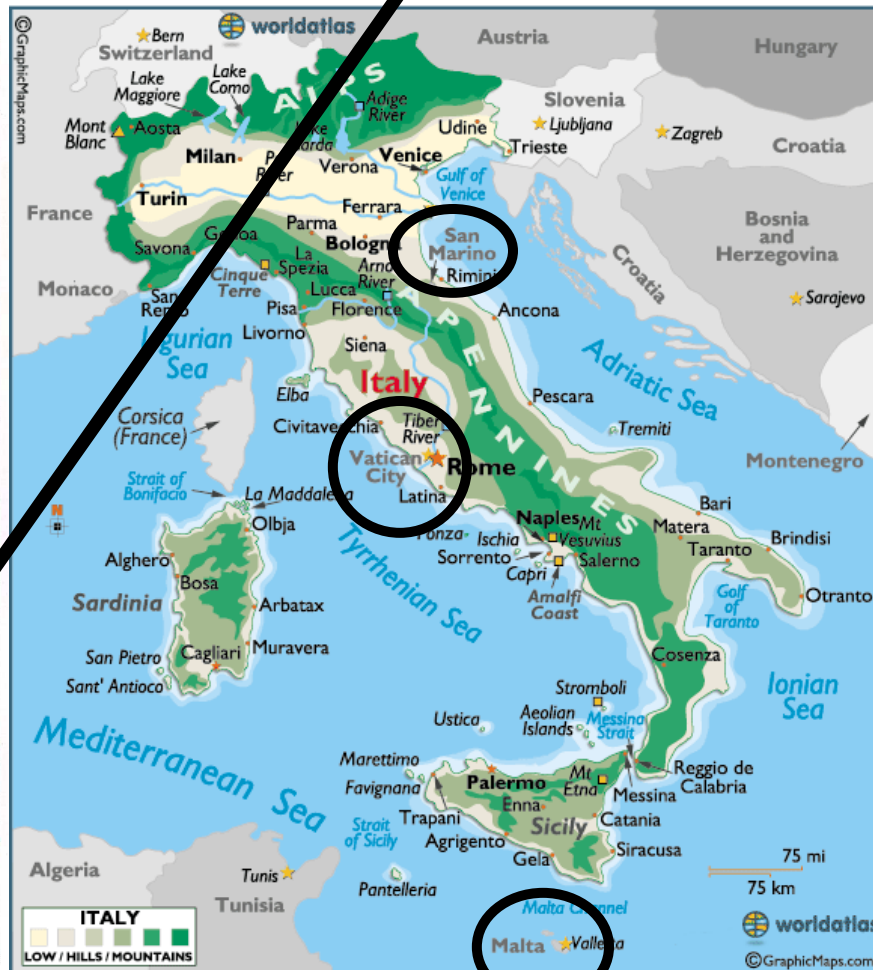 ©GraphicMaps.com
worldatlas
Bern
Switzerland
Austria
Hungary
Lake
Maggiore
Lake
Como
ALPS
Adige
River
Slovenia
Ljubljana
Zagreb
Croatia
Mont
Blanc
Aosta
Udine
Trieste
Milan
Verona
Venice
Gulf of
Venice
River
Turin
Ferrara
France
Parma
Bologna
San
Marino
Rimini
Bosnia
and
Herzegovina
Croatia
Sarajevo
Savona
Cinque
Terre
La
Spezia
Arno
River
Monaco
San
Lucca
Florence
Pisa
Livorno
Ancona
APENNINES
Siena
Sea
Adriatic Sea
Italy
Elba
Pescara
Corsica
(France)
Civitavecchia
Tiber
River
Tremiti
Vatican
City
Rome
Montenegro
Latina
Strait of
Bonifacio
La Maddalena
N
Olbja
Bari
Naples
Mt
Vesuvius
Matera
Brindisi
Ponza
Ischia
Sorrento
Salerno
Taranto
Capri
Amalfi
Coast
Golf
of
Taranto
Otranto
Tyrrhenian Sea
Alghero
Bosa
Sardinia
Arbatax
Muravera
Cagliari
San Pietro
Sant' Antioco
Cosenza
Ionian
Sea
Stromboli
Aeolian
Islands
Messina
Strait
Ustica
Mediterranean Sea
Marettimo
Favignana
Palermo
Mt
Etna
Reggio de
Calabria
Messina
Trapani
Enna
Sicily
Catania
Strait
of Sicily
Agrigento
Gela
Siracusa
Algeria
Tunis
Tunisia
Pantelleria
75 mi
75 km
Malta Channel
Malta
Valletta
ITALY
LOW / HILLS / MOUNTAINS
worldatlas
©GraphicMaps.com